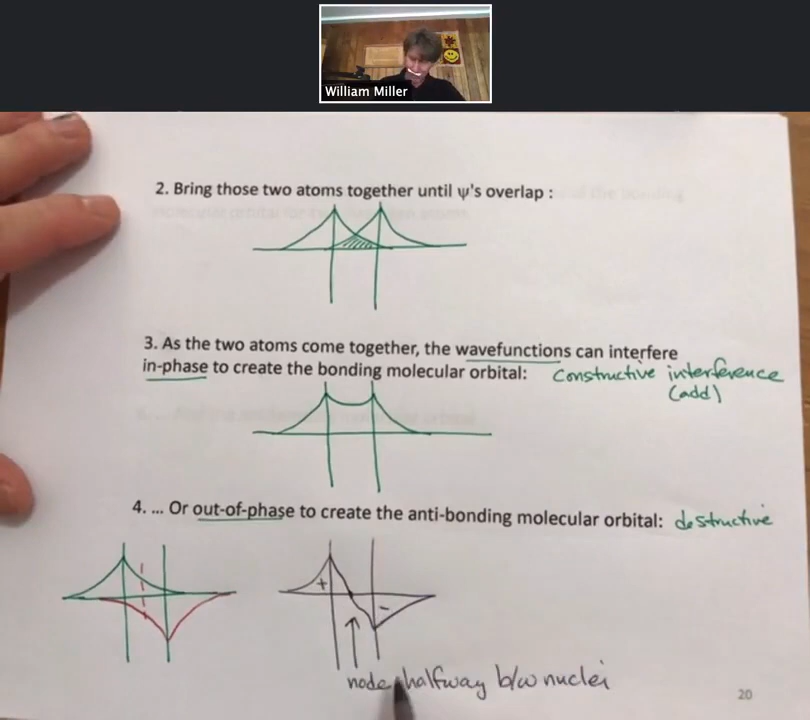 William Miller
2. Bring those two atoms together until ψ's overlap :
3. As the two atoms come together, the wavefunctions can interfere
in-phase to create the bonding molecular orbital: constructive interference
(add)
4. ... Or out-of-phase to create the anti-bonding molecular orbital: destructive
+
-
node halfway b/w nuclei
20